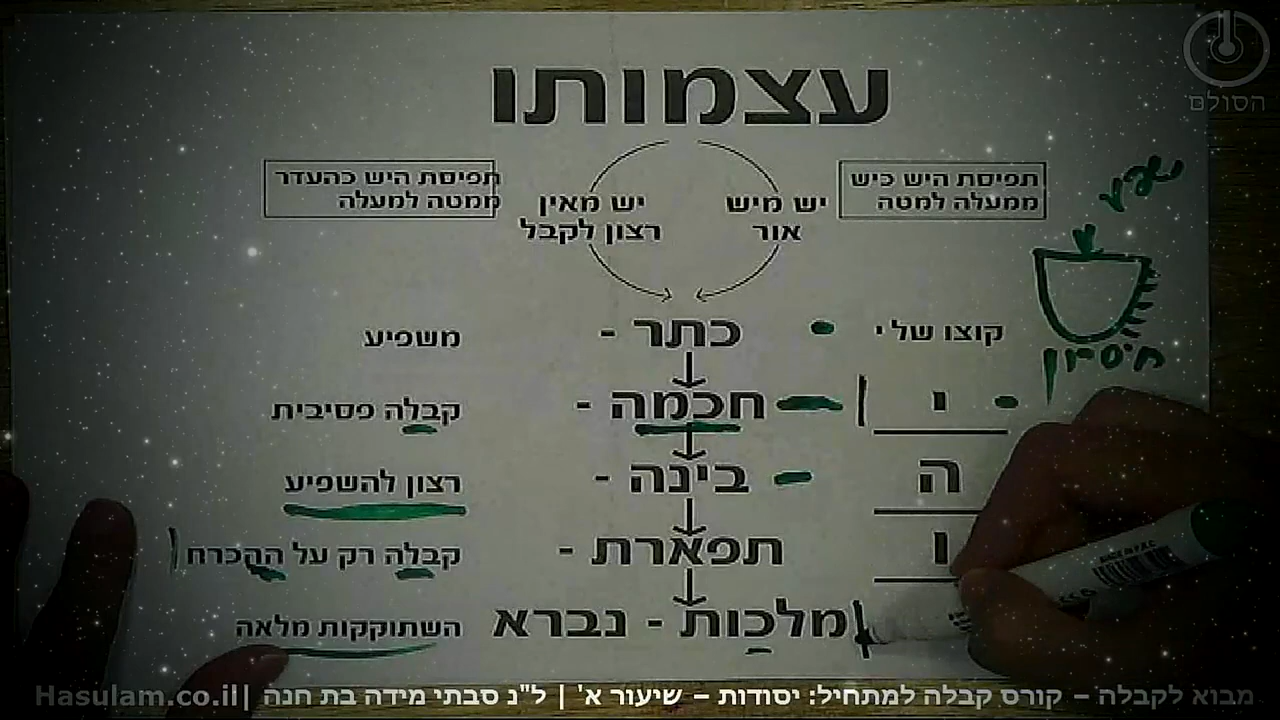 הסולם
עצמותו
תפיסת היש כיש
ממעלה למטה
יש מיש
אור
יש מאין
רצון לקבל
תפיסת היש כהעדר
ממטה למעלה
שפע
חיסרון
קוצו של י
כתר -
משפיע
י
חכמה -
קבלה פסיבית
ה
בינה -
רצון להשפיע
ו
תפארת -
קבלה רק על ההכרח
מלכות - נברא
השתוקקות מלאה
מבוא לקבלה – קורס קבלה למתחיל: יסודות – שיעור א' | ל"נ סבתי מידה בת חנה | Hasulam.co.il